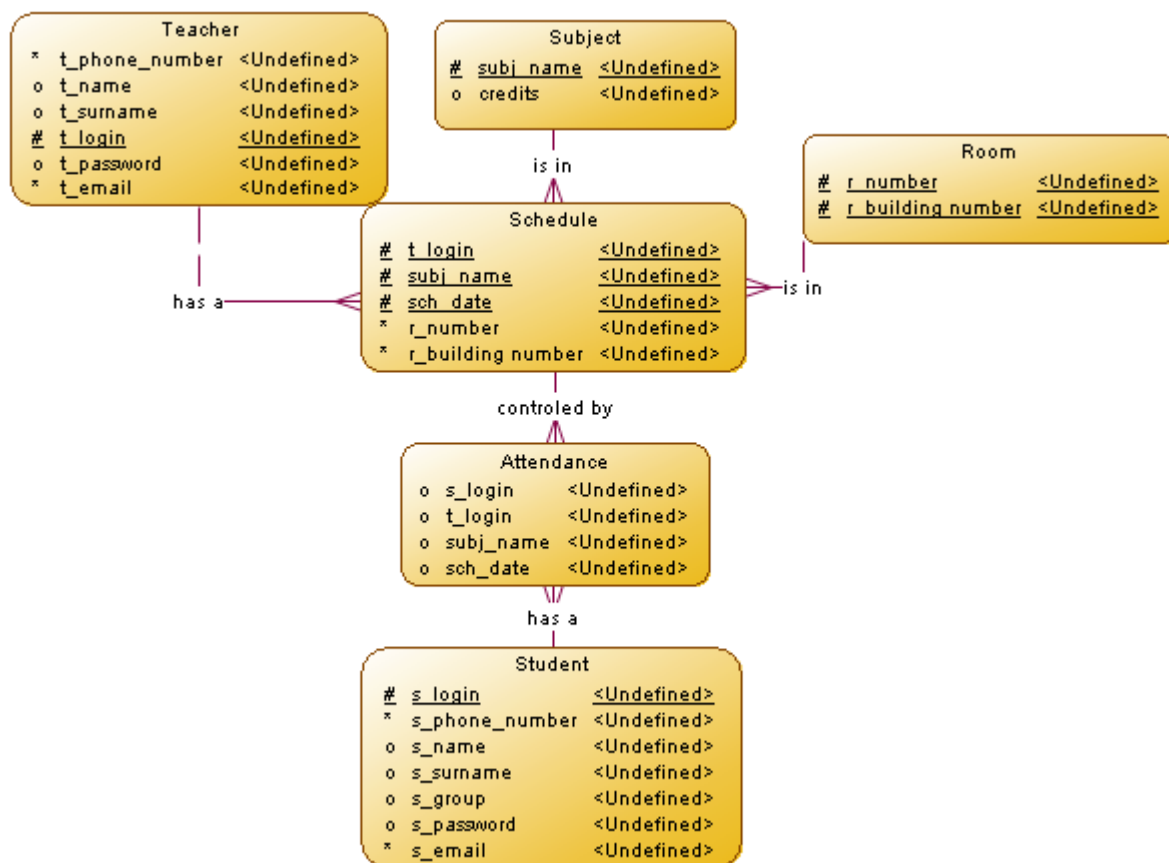 Teacher
* t_phone_number <Undefined>
o t_name <Undefined>
o t_surname <Undefined>
# t_login <Undefined>
o t_password <Undefined>
* t_email <Undefined>
Subject
# subj_name <Undefined>
o credits <Undefined>
is in
Room
# r_number <Undefined>
# r_building number <Undefined>
Schedule
# t_login <Undefined>
# subj_name <Undefined>
# sch_date <Undefined>
* r_number <Undefined>
* r_building number <Undefined>
has a
is in
controled by
Attendance
o s_login <Undefined>
o t_login <Undefined>
o subj_name <Undefined>
o sch_date <Undefined>
has a
Student
# s_login <Undefined>
* s_phone_number <Undefined>
o s_name <Undefined>
o s_surname <Undefined>
o s_group <Undefined>
o s_password <Undefined>
* s_email <Undefined>